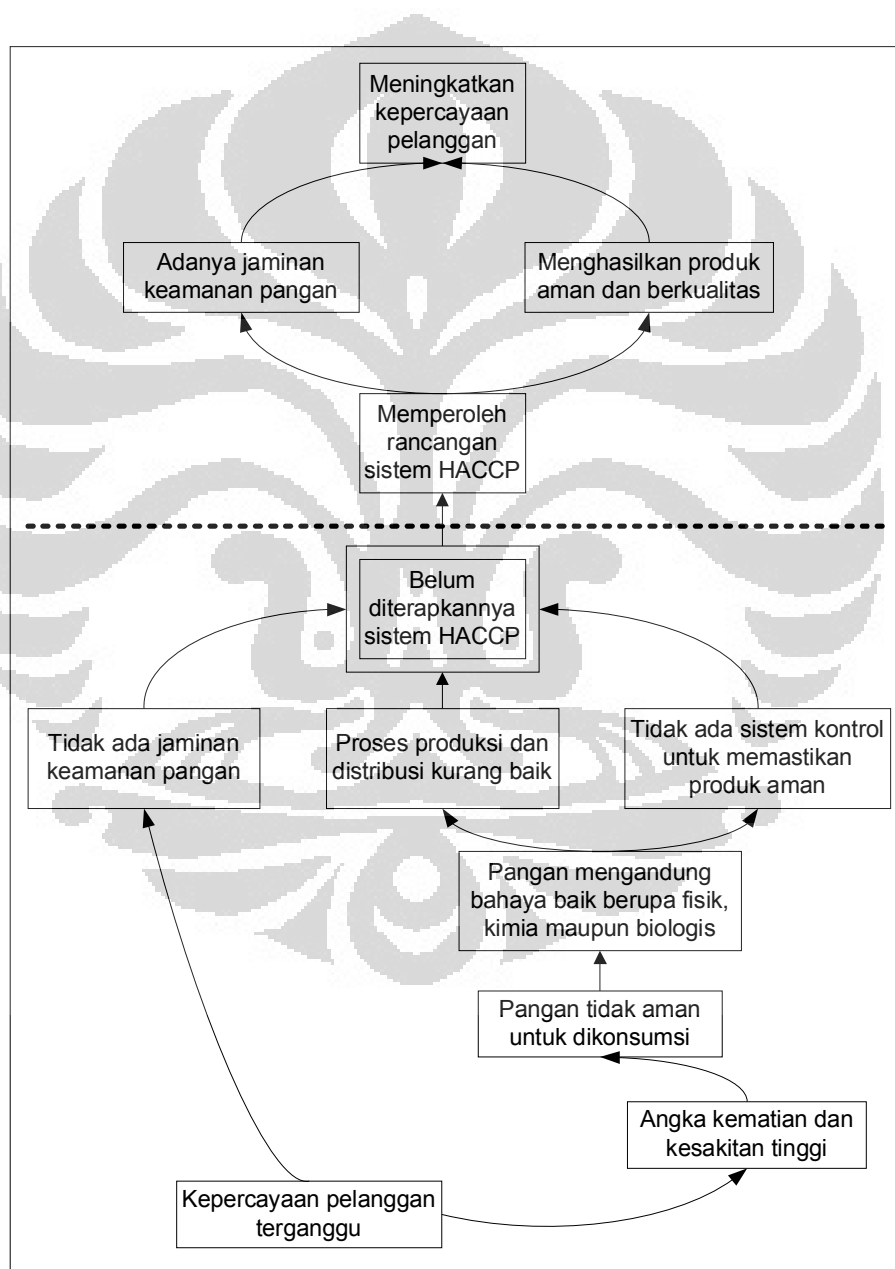 Meningkatkan
kepercayaan
pelanggan
Adanya jaminan
keamanan pangan
Menghasilkan produk
aman dan berkualitas
Memperoleh
rancangan
sistem HACCP
Belum
diterapkannya
sistem HACCP
Tidak ada jaminan
keamanan pangan
Proses produksi dan
distribusi kurang baik
Tidak ada sistem kontrol
untuk memastikan
produk aman
Pangan mengandung
bahaya baik berupa fisik,
kimia maupun biologis
Pangan tidak aman
untuk dikonsumsi
Angka kematian dan
kesakitan tinggi
Kepercayaan pelanggan
terganggu